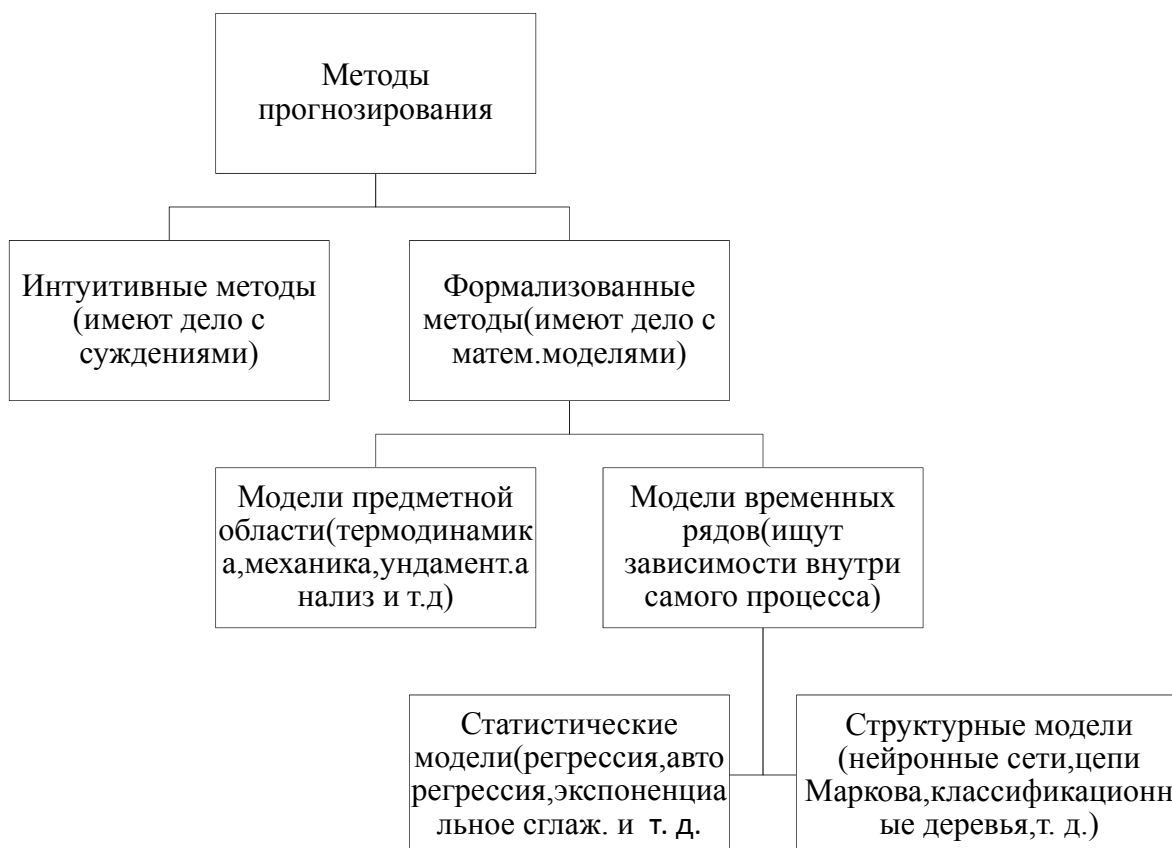 Методы
прогнозирования
Интуитивные методы
(имеют дело с
суждениями)
Формализованные
методы(имеют дело с
матем.моделями)
Модели предметной
области(термодинамик
а,механика,ундамент.а
нализ и т.д)
Модели временных
рядов(ищут
зависимости внутри
самого процесса)
Статистические
модели(регрессия,авто
регрессия,экспоненциа
льное сглаж. и т. д.
Структурные модели
(нейронные сети,цепи
Маркова,классификационн
ые деревья,т. д.)